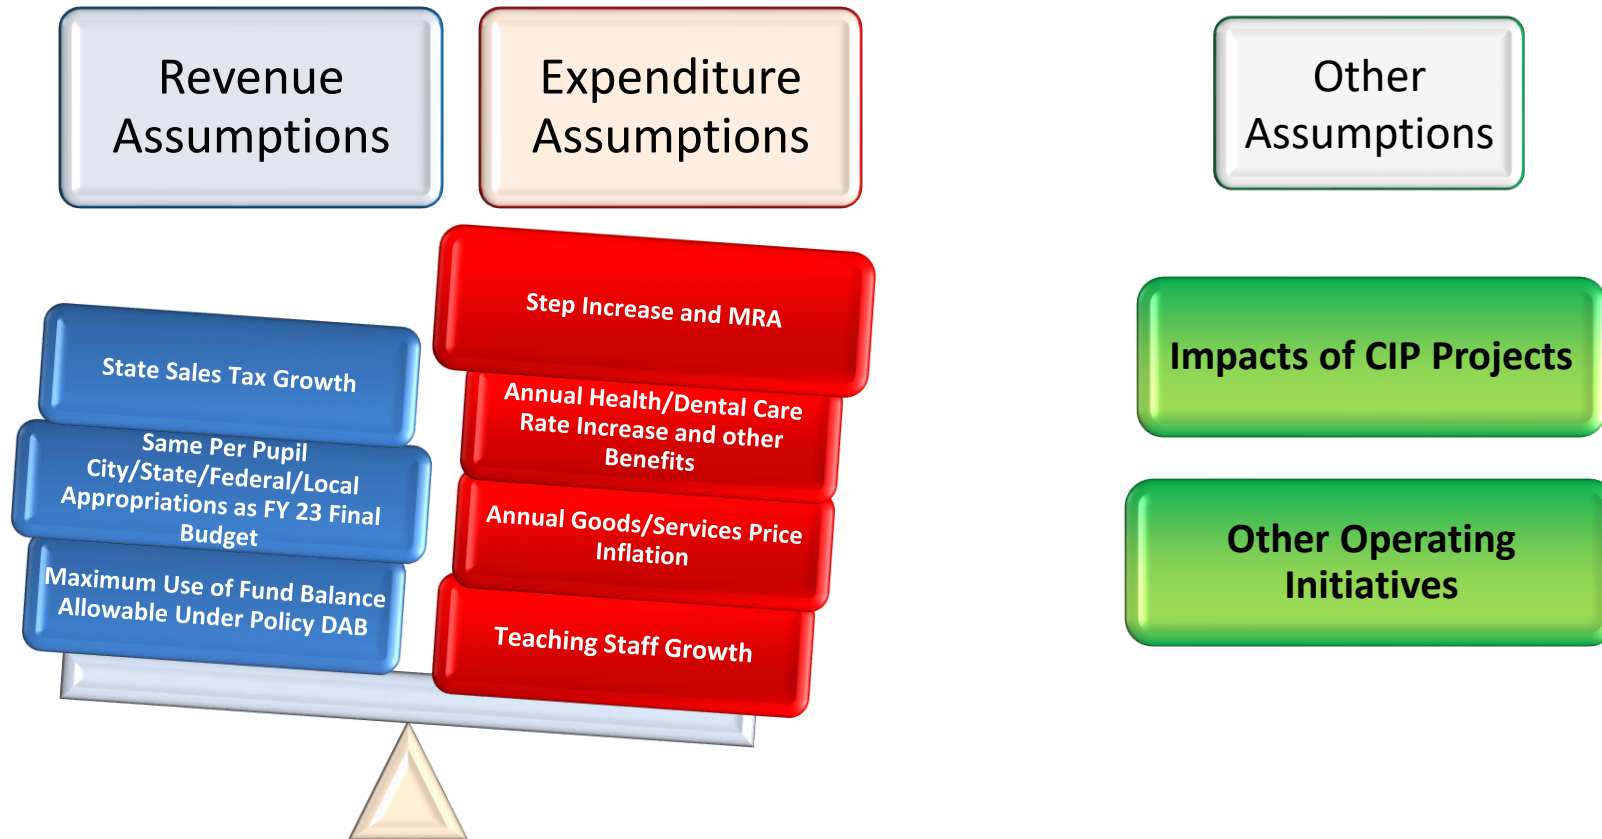 Revenue
Assumptions
Expenditure
Assumptions
Other
Assumptions
State Sales Tax Growth
Same Per Pupil
City/State/Federal/Local
Appropriations as FY 23 Final
Budget
Maximum Use of Fund Balance
Allowable Under Policy DAB
Step Increase and MRA
Annual Health/Dental Care
Rate Increase and other
Benefits
Annual Goods/Services Price
Inflation
Teaching Staff Growth
Impacts of CIP Projects
Other Operating
Initiatives